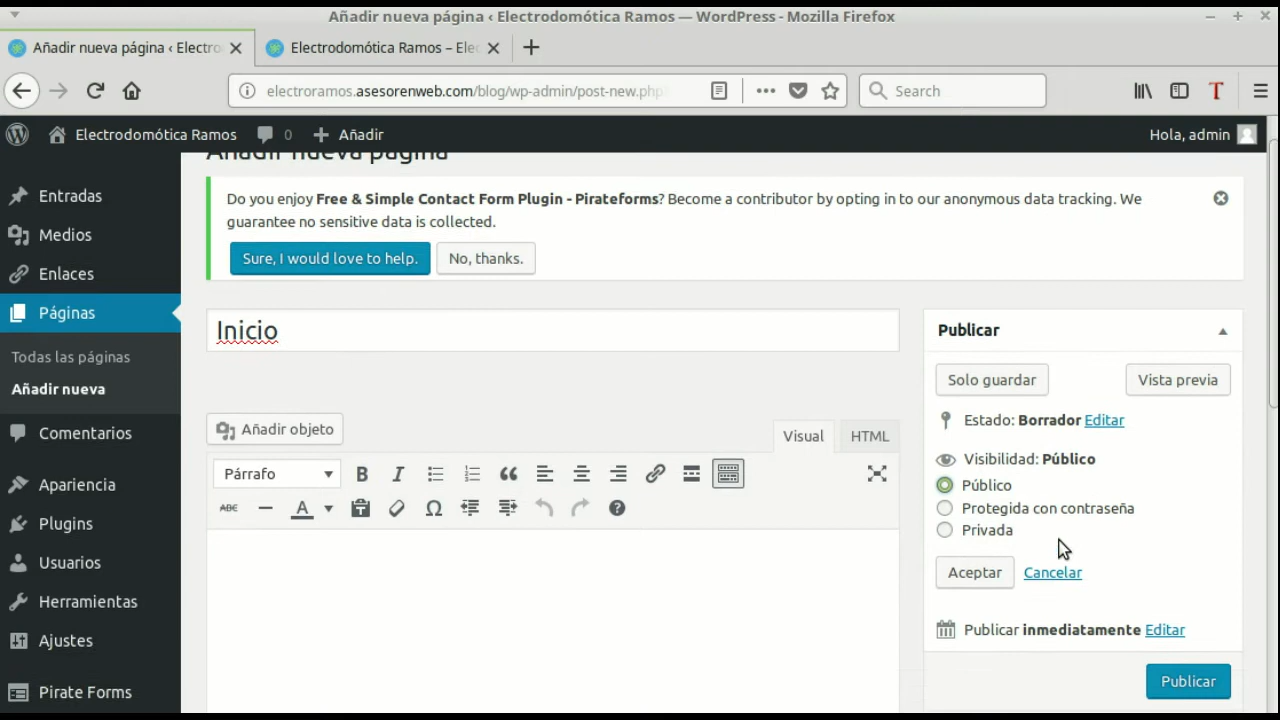 Añadir nueva página ‹ Electrodomótica Ramos — WordPress - Mozilla Firefox
Añadir nueva página ‹ Electro
Electrodomótica Ramos – Ele
electroramos.asesorenweb.com/blog/wp-admin/post-new.php
Search
Electrodomótica Ramos
0
Añadir
Hola, admin
Añadir nueva página
Entradas
Medios
Enlaces
Páginas
Todas las páginas
Añadir nueva
Comentarios
Apariencia
Plugins
Usuarios
Herramientas
Ajustes
Pirate Forms
Do you enjoy Free & Simple Contact Form Plugin - Pirateforms? Become a contributor by opting in to our anonymous data tracking. We
guarantee no sensitive data is collected.
Sure, I would love to help.
No, thanks.
Inicio
Añadir objeto
Visual
HTML
Párrafo
B
I
ABC
A
Publicar
Solo guardar
Vista previa
Estado: Borrador Editar
Visibilidad: Público
Público
Protegida con contraseña
Privada
Aceptar
Cancelar
Publicar inmediatamente Editar
Publicar